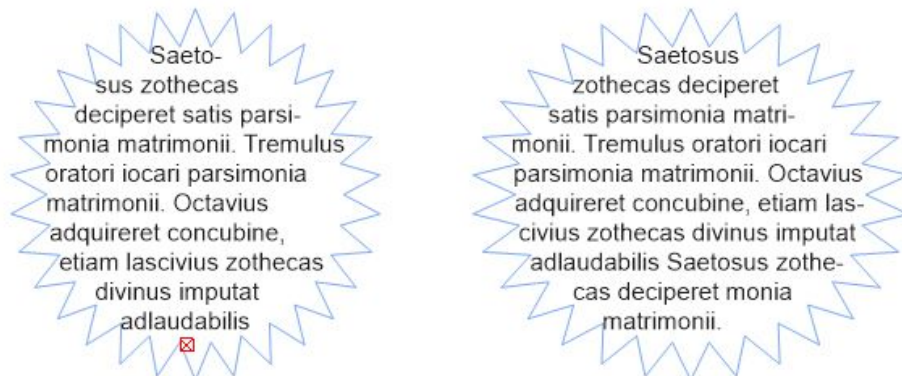 Saeto-
sus zothecas
deciperet satis parsi-
monia matrimonii. Tremulus
oratori iocari parsimonia
matrimonii. Octavius
adquireret concubine,
etiam lascivius zothecas
divinus imputat
adlaudabilis
Saetosus
zothecas deciperet
satis parsimonia matri-
monii. Tremulus oratori iocari
parsimonia matrimonii. Octavius
adquireret concubine, etiam las-
civius zothecas divinus imputat
adlaudabilis Saetosus zothe-
cas deciperet monia
matrimonii.